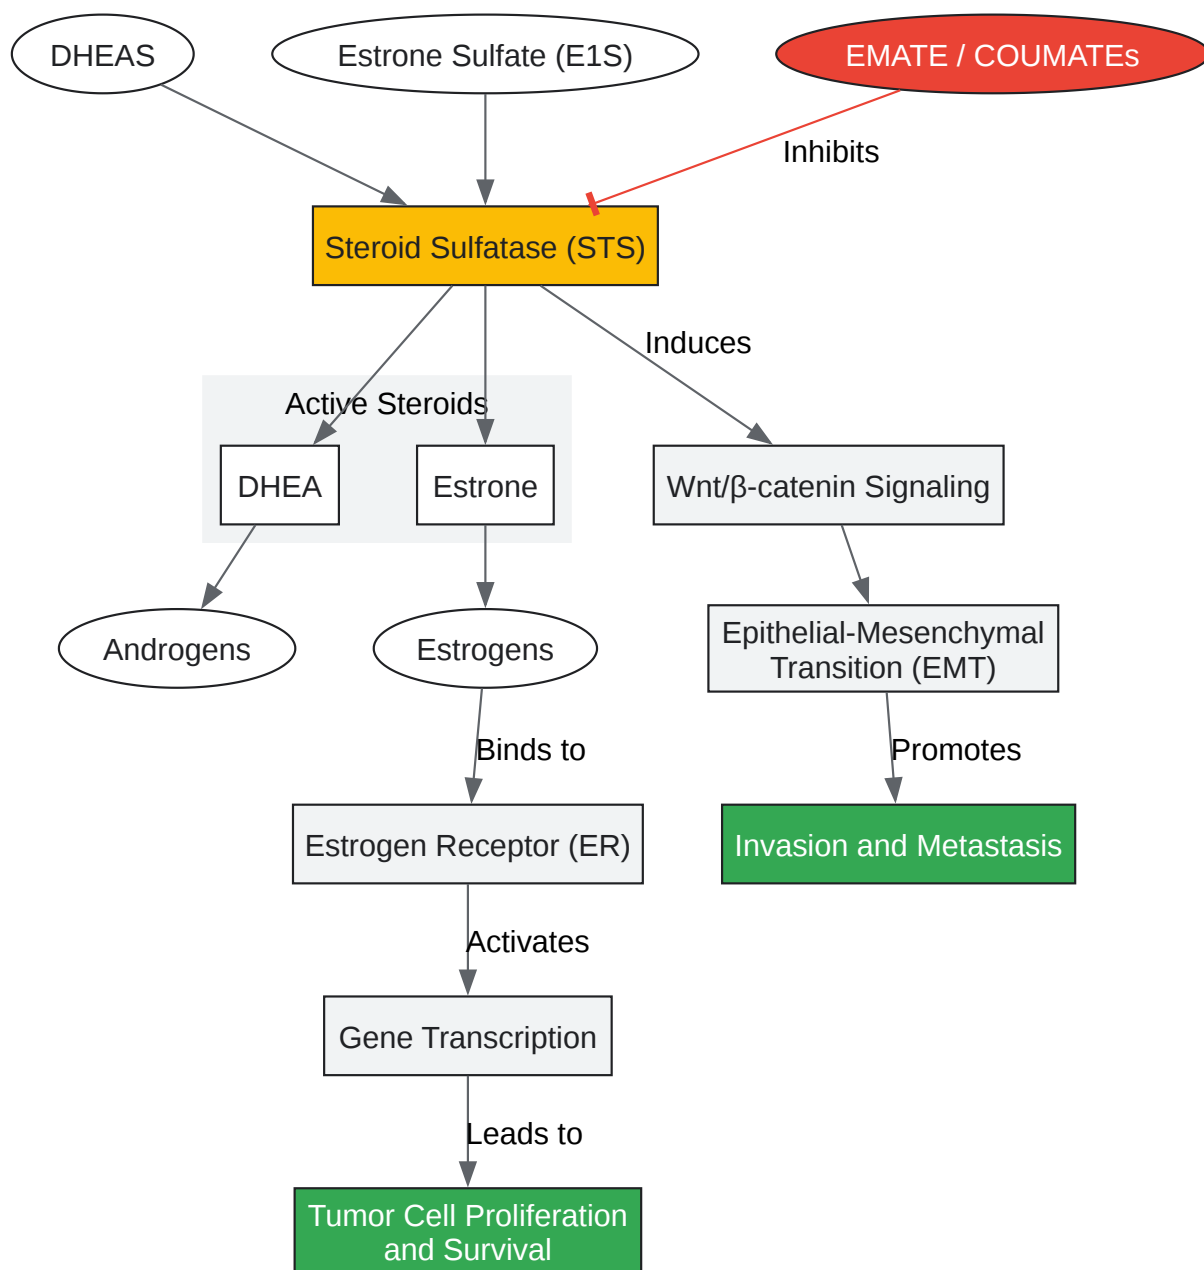 DHEAS
Estrone Sulfate (E1S)
EMATE / COUMATEs
Inhibits
Steroid Sulfatase (STS)
Induces
Active Steroids
DHEA
Estrone
Wnt/β-catenin Signaling
Androgens
Estrogens
Epithelial-Mesenchymal
Transition (EMT)
Binds to
Promotes
Estrogen Receptor (ER)
Invasion and Metastasis
Activates
Gene Transcription
Leads to
Tumor Cell Proliferation
and Survival